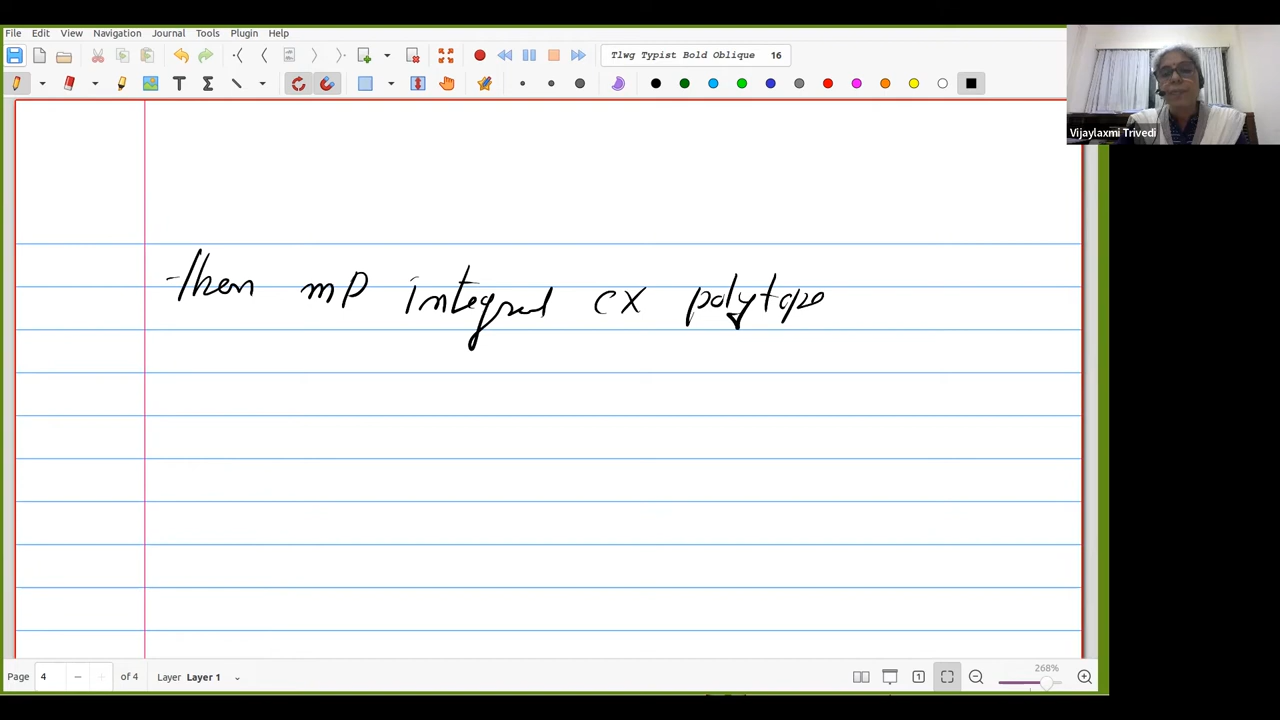 File Edit View Navigation Journal Tools Plugin Help
Tlwg Typist Bold Oblique 16
Vijaylaxmi Trivedi
then mP integral cx polytope
Page 4 of 4 Layer Layer 1 268%